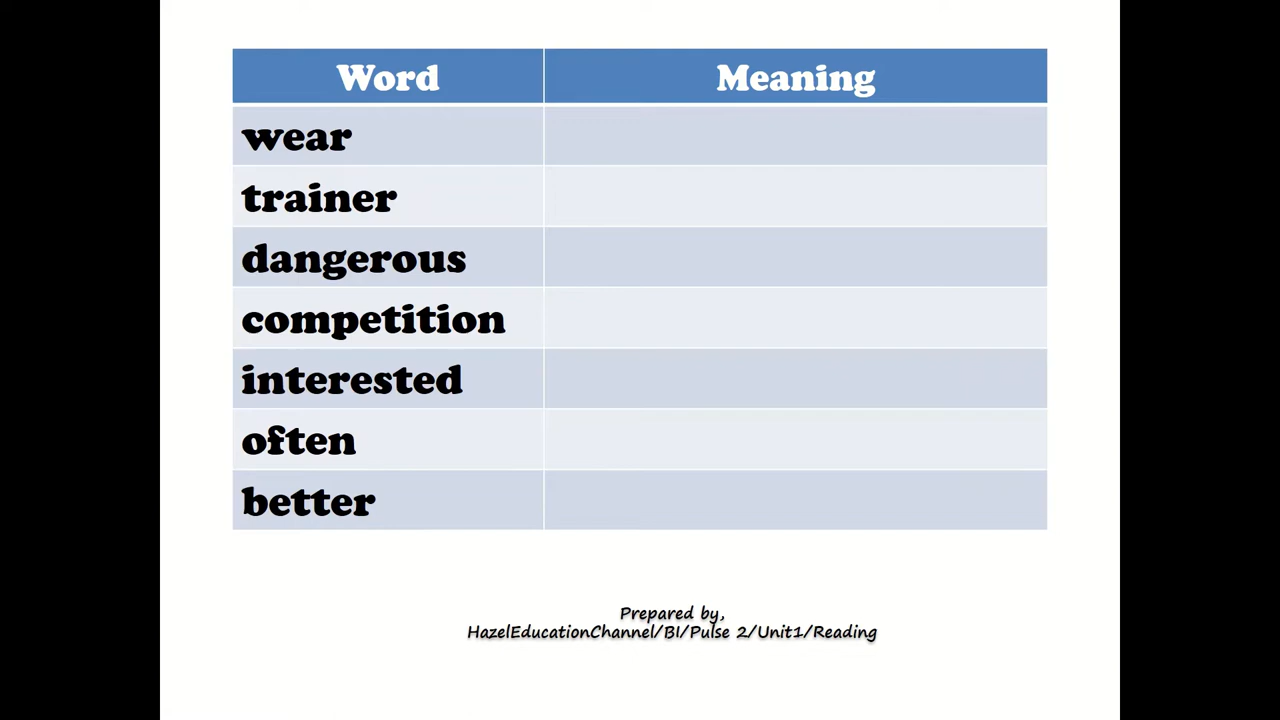 Word Meaning
wear
trainer
dangerous
competition
interested
often
better
Prepared by,
HazelEducationChannel/BI/Pulse 2/Unit1/Reading